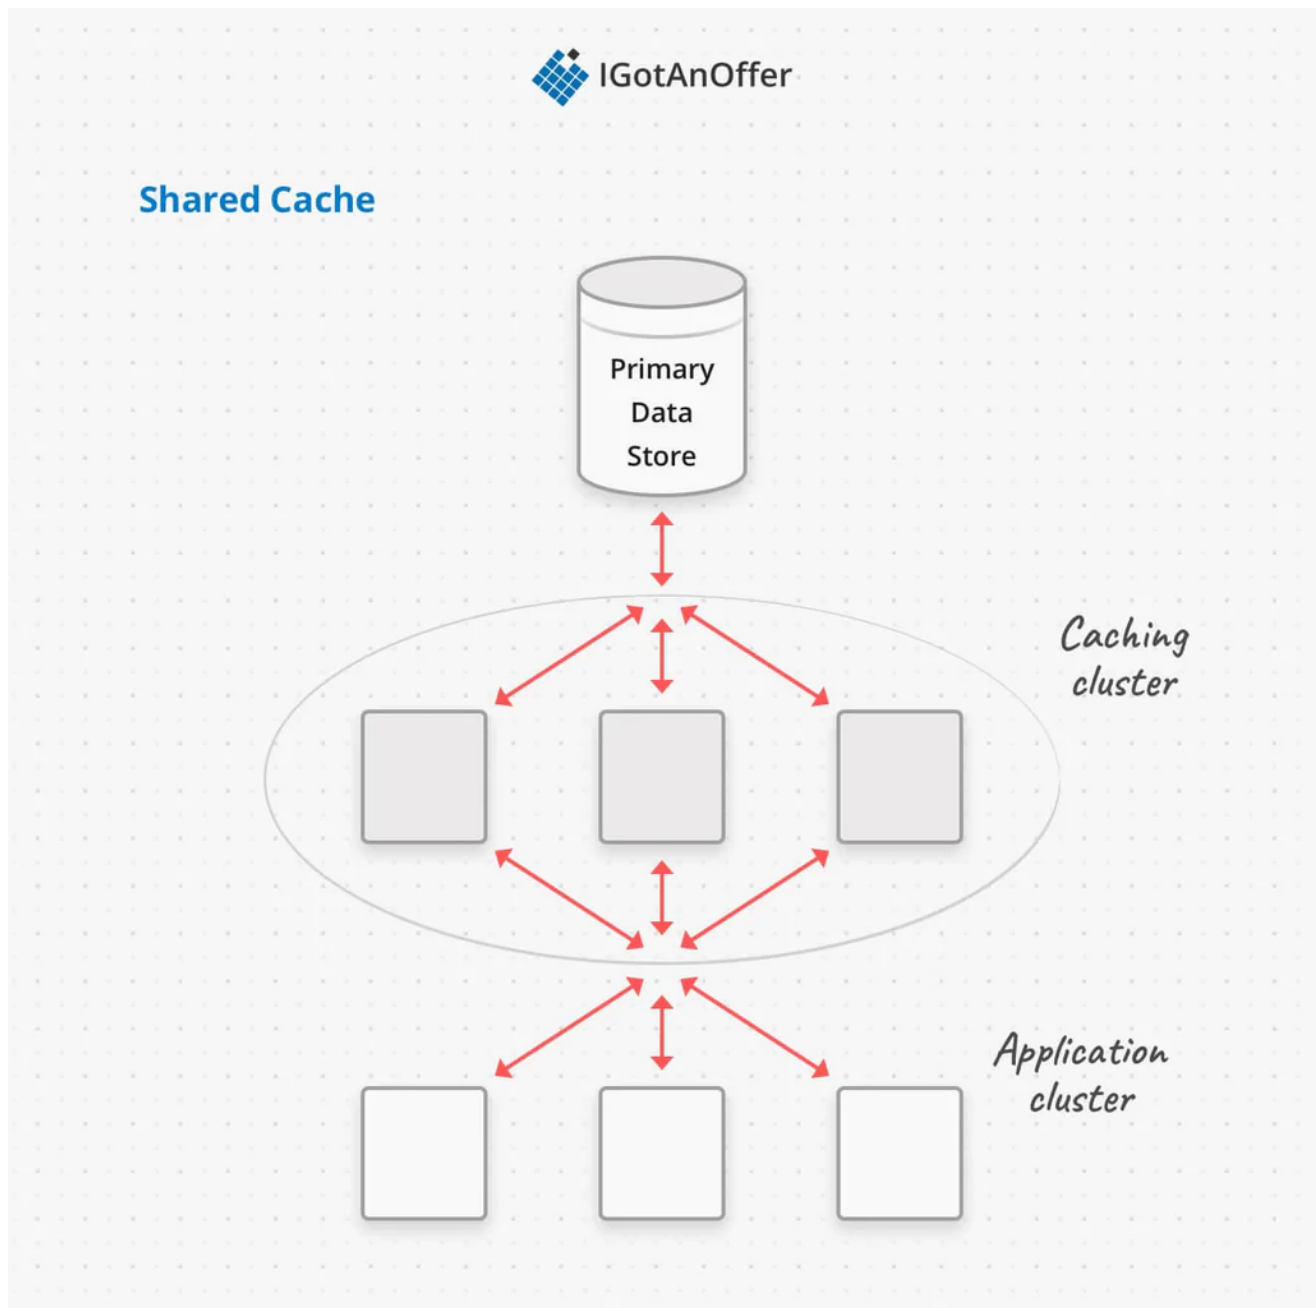 IGotAnOffer
Shared Cache
Primary
Data
Store
Caching
cluster
Application
cluster